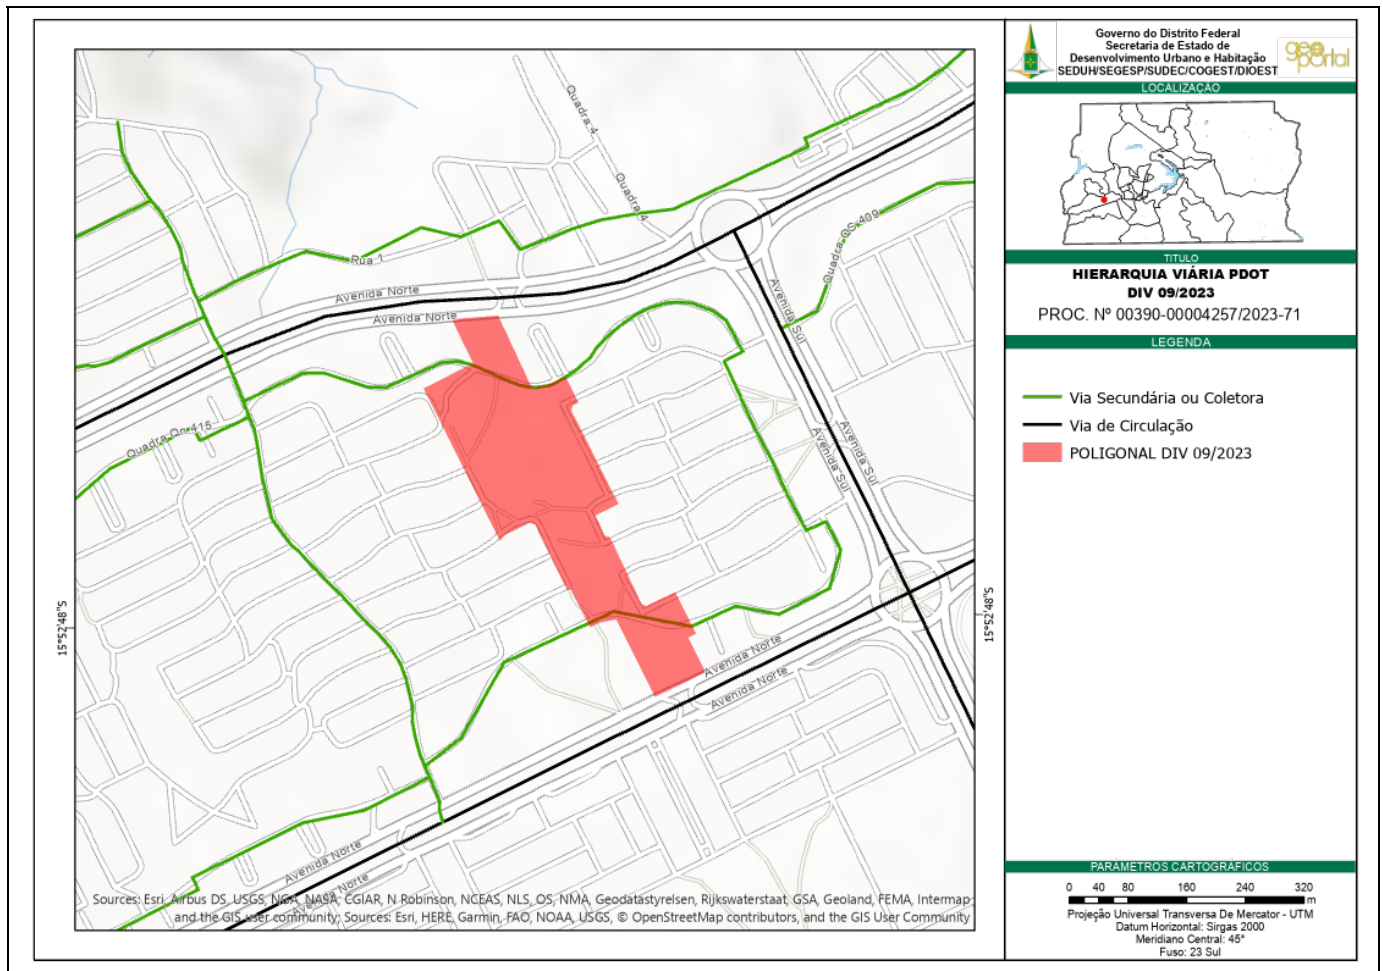 Quadra 4
Quadra 4
Quadra QS 409
Rua 1
Avenida Norte
Avenida Norte
Avenida Sul
Quadra Qn 415
Avenida Sul
Avenida Sul
15°52'48"S
15°52'48"S
Avenida Norte
Avenida Norte
Avenida Norte
Avenida Norte
Sources: Esri, Airbus DS, USGS, NGA, NASA, CGIAR, N Robinson, NCEAS, NLS, OS, NMA, Geodatastyrelsen, Rijkswaterstaat, GSA, Geoland, FEMA, Intermap
and the GIS user community; Sources: Esri, HERE, Garmin, FAO, NOAA, USGS, © OpenStreetMap contributors, and the GIS User Community
Governo do Distrito Federal
Secretaria de Estado de
Desenvolvimento Urbano e Habitação
SEDUH/SEGESP/SUDEC/COGEST/DIOEST
geo
portal
LOCALIZAÇÃO
TITULO
HIERARQUIA VIÁRIA PDOT
DIV 09/2023
PROC. Nº 00390-00004257/2023-71
LEGENDA
Via Secundária ou Coletora
Via de Circulação
POLIGONAL DIV 09/2023
PARÂMETROS CARTOGRÁFICOS
0 40 80 160 240 320
m
Projeção Universal Transversa De Mercator - UTM
Datum Horizontal: Sirgas 2000
Meridiano Central: 45°
Fuso: 23 Sul